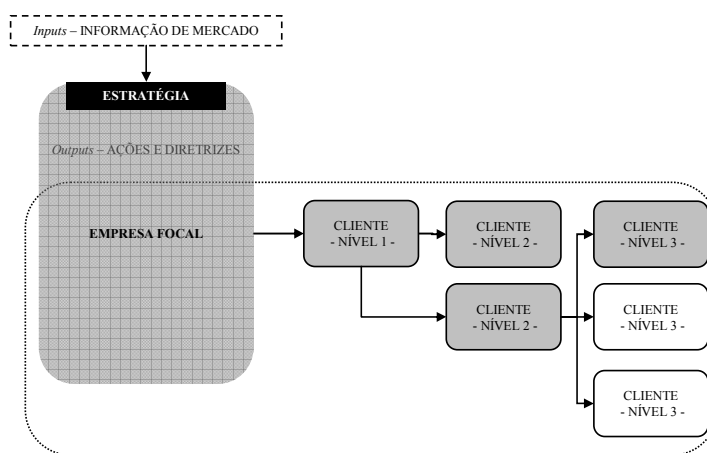 Inputs – INFORMAÇÃO DE MERCADO
ESTRATÉGIA
Outputs – AÇÕES E DIRETRIZES
EMPRESA FOCAL
CLIENTE
- NÍVEL 1 -
CLIENTE
- NÍVEL 2 -
CLIENTE
- NÍVEL 3 -
CLIENTE
- NÍVEL 2 -
CLIENTE
- NÍVEL 3 -
CLIENTE
- NÍVEL 3 -